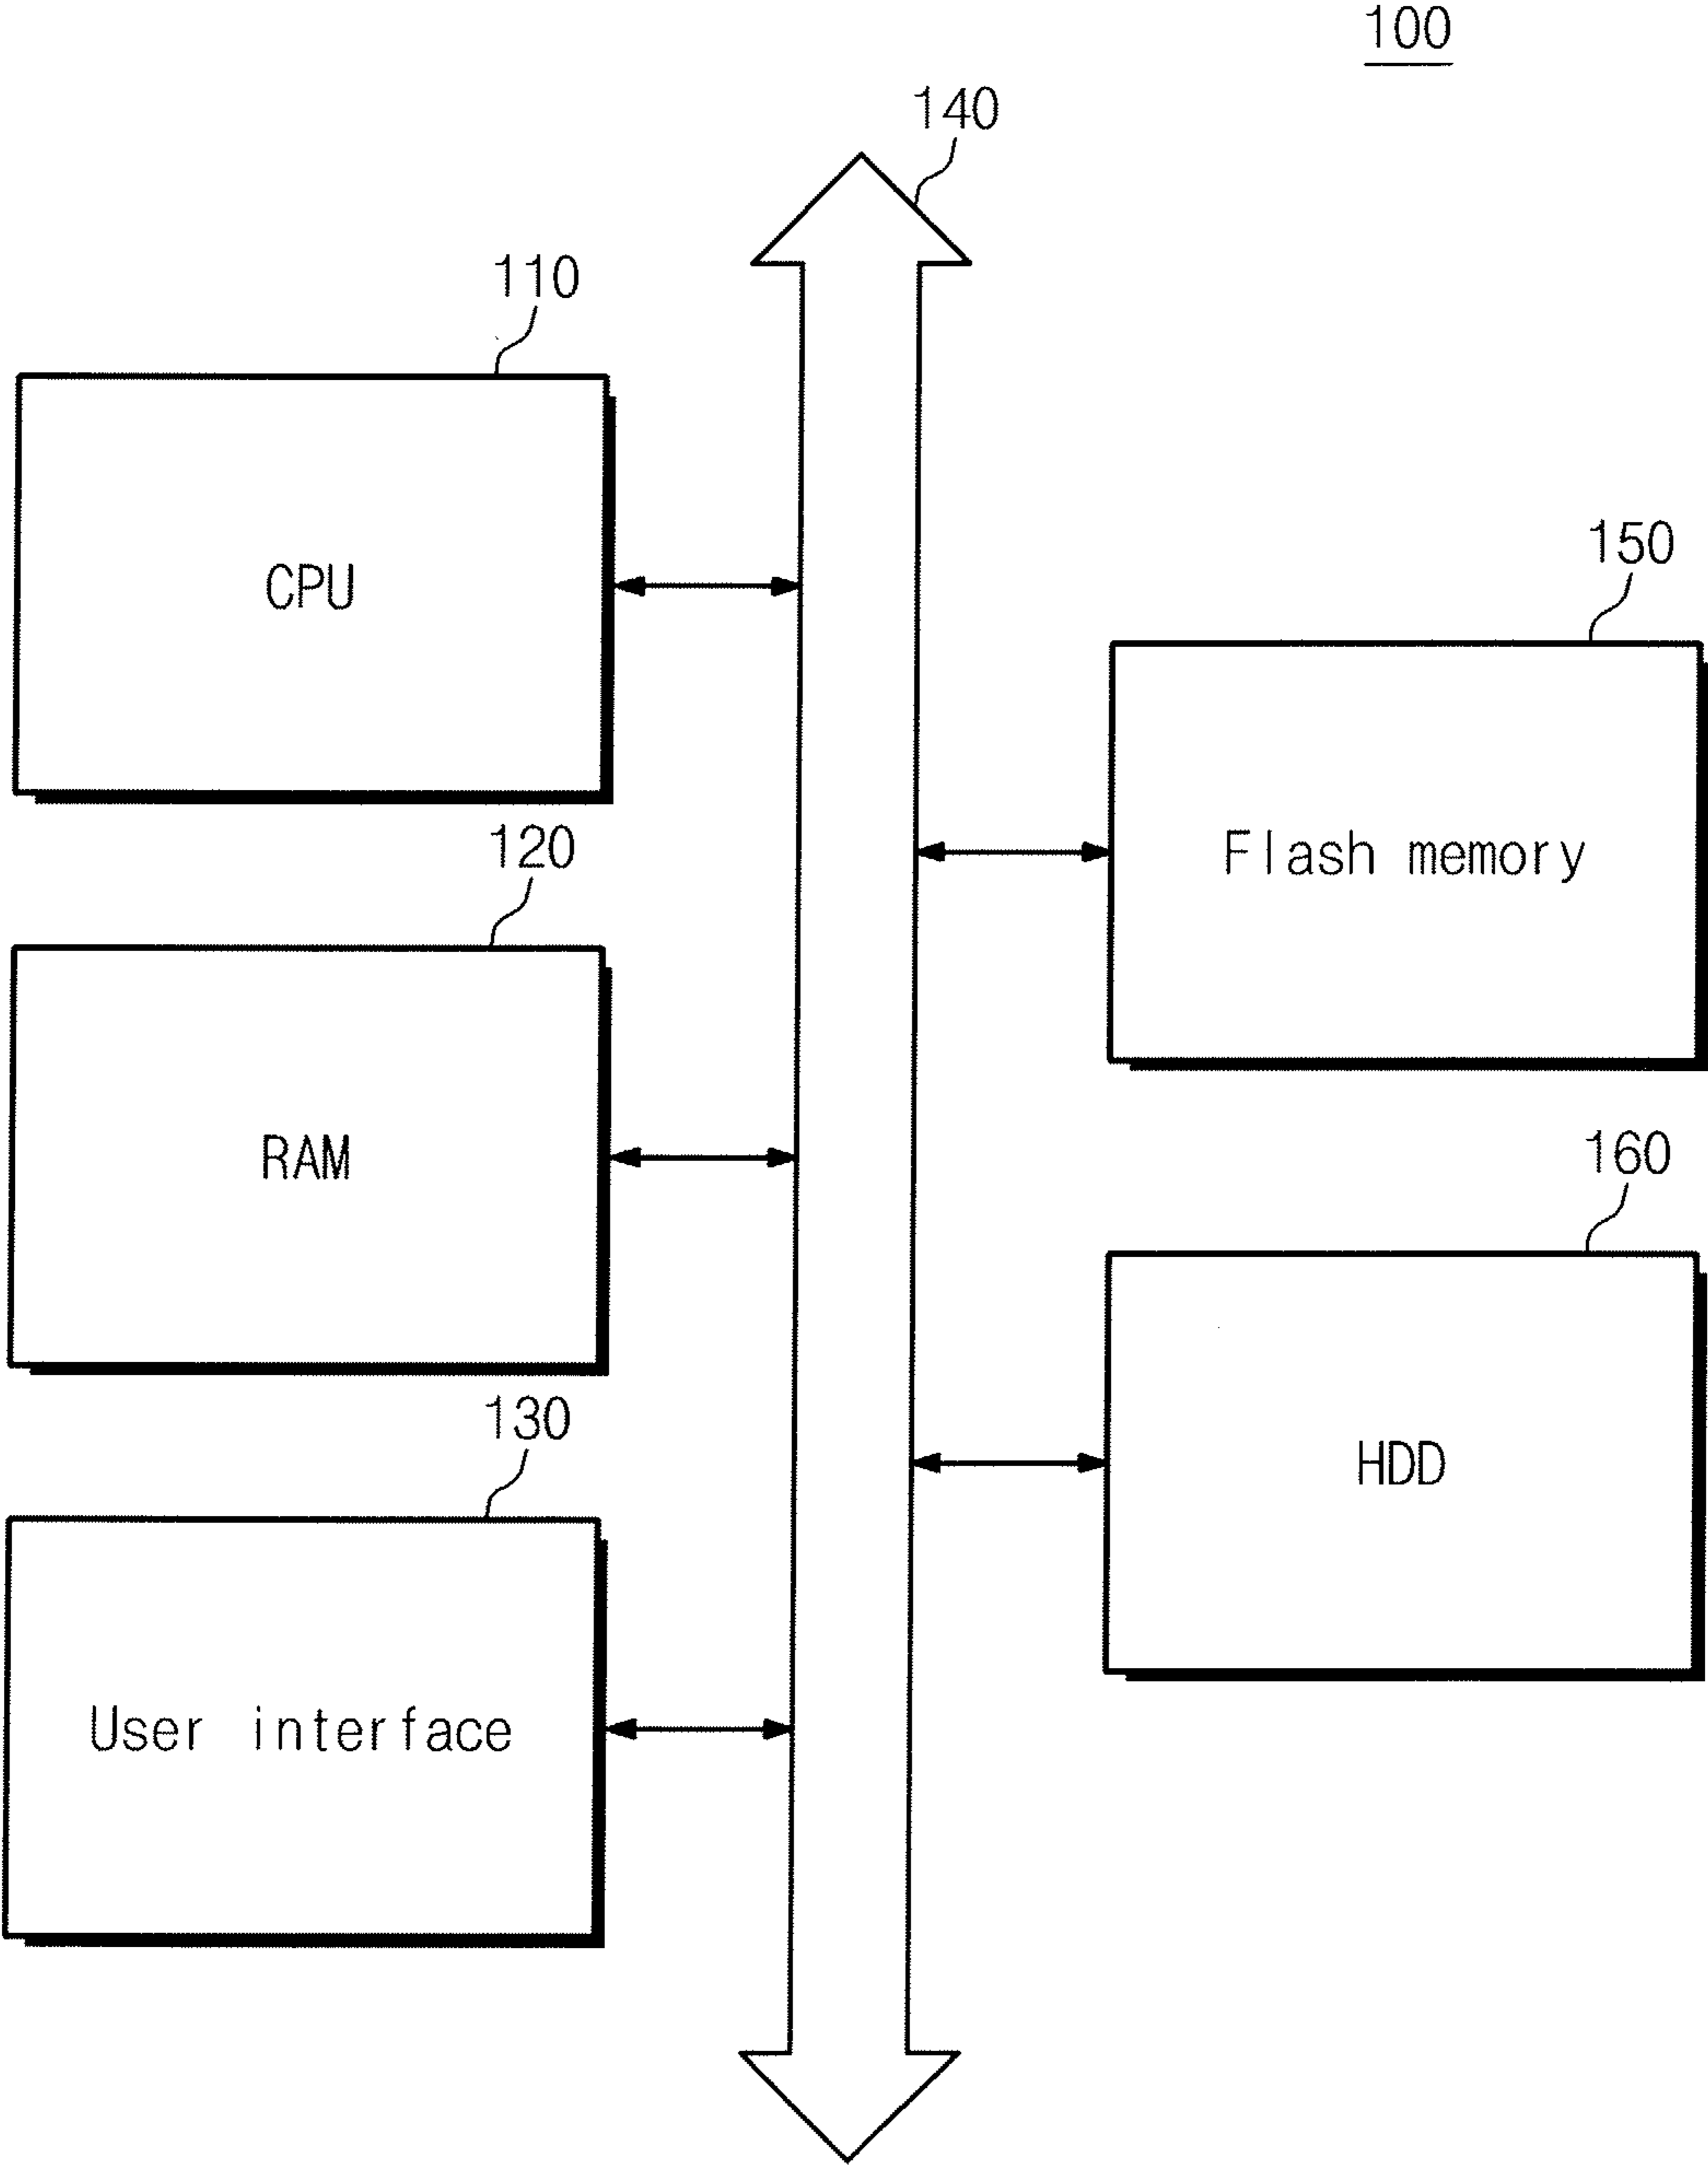 100
140
110
CPU
150
Flash memory
120
RAM
160
HDD
130
User interface